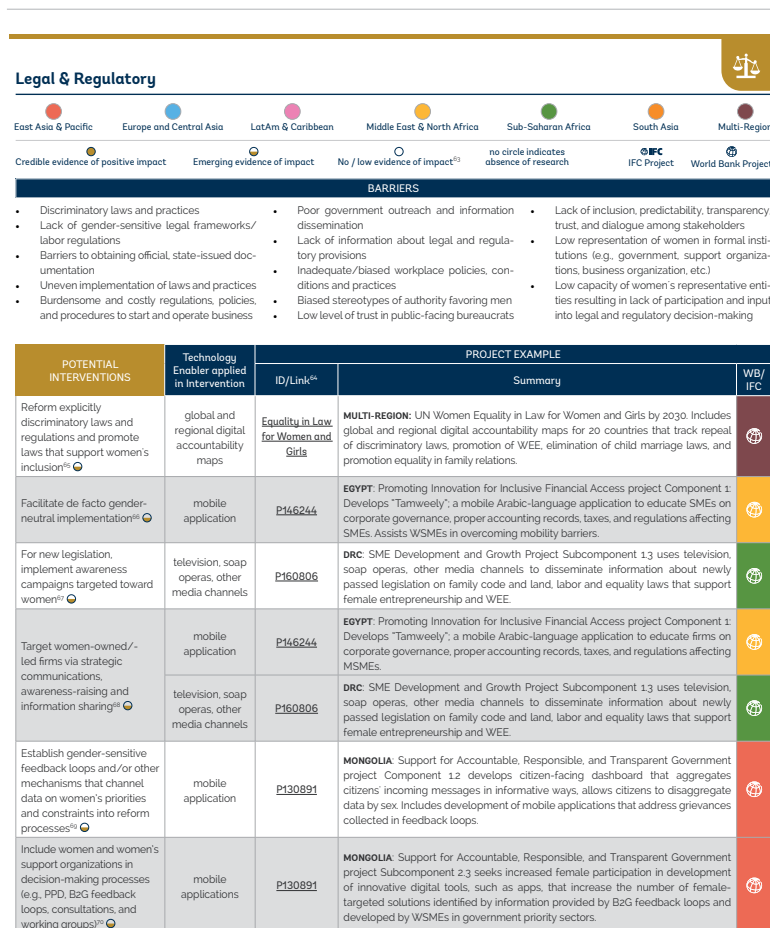 Legal & Regulatory
East Asia & Pacific
Europe and Central Asia
LatAm & Caribbean
Middle East & North Africa
Sub-Saharan Africa
South Asia
Multi-Region
Credible evidence of positive impact
Emerging evidence of impact
No / low evidence of impact63
no circle indicates
absence of research
IFC
IFC Project
World Bank Project
BARRIERS
• Discriminatory laws and practices
• Lack of gender-sensitive legal frameworks/
labor regulations
• Barriers to obtaining official, state-issued doc-
umentation
• Uneven implementation of laws and practices
• Burdensome and costly regulations, policies,
and procedures to start and operate business
• Poor government outreach and information
dissemination
• Lack of information about legal and regula-
tory provisions
• Inadequate/biased workplace policies, con-
ditions and practices
• Biased stereotypes of authority favoring men
• Low level of trust in public-facing bureaucrats
• Lack of inclusion, predictability, transparency,
trust, and dialogue among stakeholders
• Low representation of women in formal insti-
tutions (e.g., government, support organiza-
tions, business organization, etc.)
• Low capacity of women's representative enti-
ties resulting in lack of participation and input
into legal and regulatory decision-making
POTENTIAL
INTERVENTIONS
Technology
Enabler applied
in Intervention
PROJECT EXAMPLE
ID/Link64
Summary
WB/
IFC
Reform explicitly
discriminatory laws and
regulations and promote
laws that support women's
inclusion65
global and
regional digital
accountability
maps
Equality in Law
for Women and
Girls
MULTI-REGION: UN Women Equality in Law for Women and Girls by 2030. Includes
global and regional digital accountability maps for 20 countries that track repeal
of discriminatory laws, promotion of WEE, elimination of child marriage laws, and
promotion equality in family relations.
Facilitate de facto gender-
neutral implementation66
mobile
application
P146244
EGYPT: Promoting Innovation for Inclusive Financial Access project Component 1:
Develops "Tamweely"; a mobile Arabic-language application to educate SMEs on
corporate governance, proper accounting records, taxes, and regulations affecting
SMEs. Assists WSMEs in overcoming mobility barriers.
For new legislation,
implement awareness
campaigns targeted toward
women67
television, soap
operas, other
media channels
P160806
DRC: SME Development and Growth Project Subcomponent 1.3 uses television,
soap operas, other media channels to disseminate information about newly
passed legislation on family code and land, labor and equality laws that support
female entrepreneurship and WEE.
Target women-owned/-
led firms via strategic
communications,
awareness-raising and
information sharing68
mobile
application
P146244
EGYPT: Promoting Innovation for Inclusive Financial Access project Component 1:
Develops "Tamweely"; a mobile Arabic-language application to educate firms on
corporate governance, proper accounting records, taxes, and regulations affecting
MSMEs.
television, soap
operas, other
media channels
P160806
DRC: SME Development and Growth Project Subcomponent 1.3 uses television,
soap operas, other media channels to disseminate information about newly
passed legislation on family code and land, labor and equality laws that support
female entrepreneurship and WEE.
Establish gender-sensitive
feedback loops and/or other
mechanisms that channel
data on women's priorities
and constraints into reform
processes69
mobile
application
P130891
MONGOLIA: Support for Accountable, Responsible, and Transparent Government
project Component 1.2 develops citizen-facing dashboard that aggregates
citizens' incoming messages in informative ways, allows citizens to disaggregate
data by sex. Includes development of mobile applications that address grievances
collected in feedback loops.
Include women and women's
support organizations in
decision-making processes
(e.g., PPD, B2G feedback
loops, consultations, and
working groups)70
mobile
applications
P130891
MONGOLIA: Support for Accountable, Responsible, and Transparent Government
project Subcomponent 2.3 seeks increased female participation in development
of innovative digital tools, such as apps, that increase the number of female-
targeted solutions identified by information provided by B2G feedback loops and
developed by WSMEs in government priority sectors.